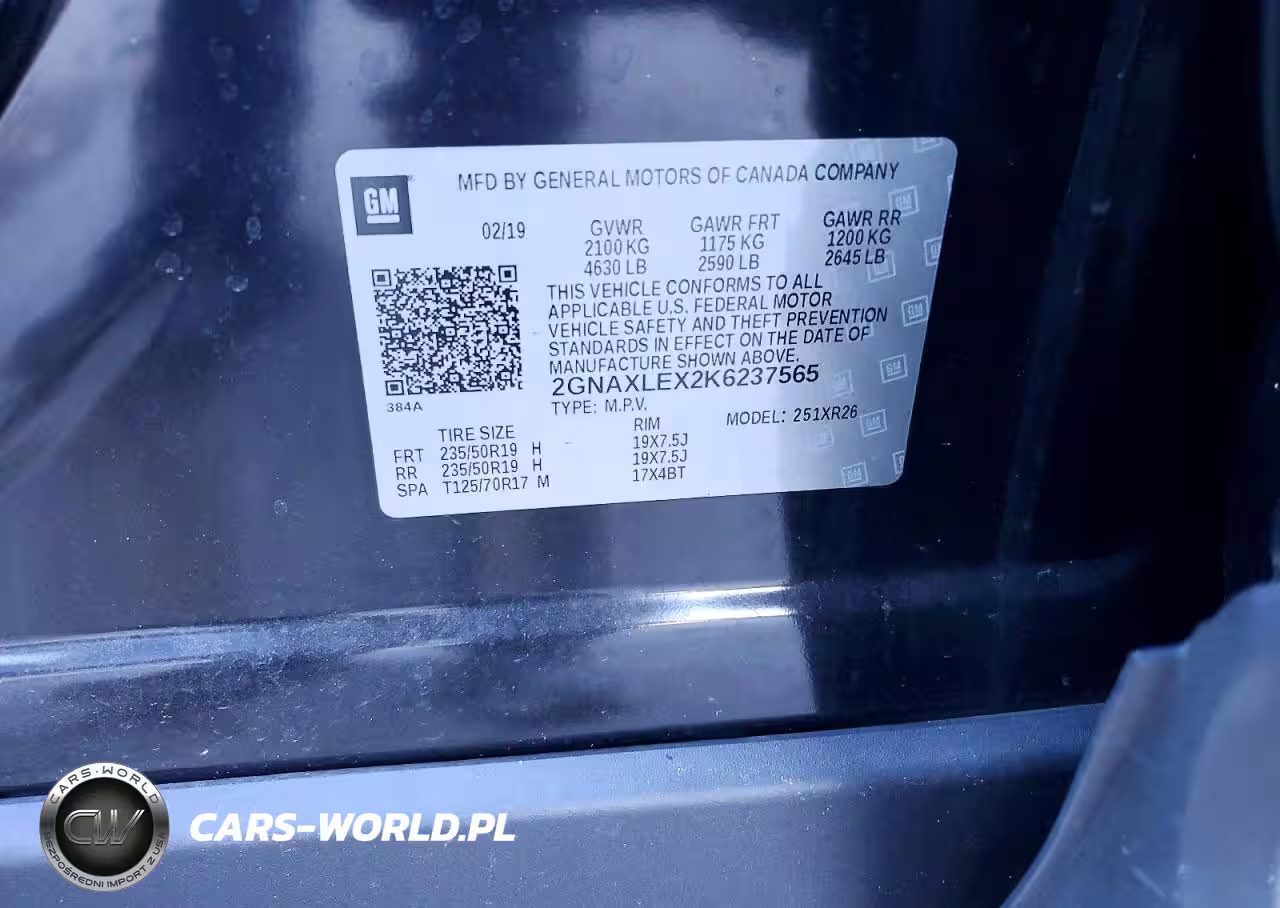 GM
MFD BY GENERAL MOTORS OF CANADA COMPANY
02/19
GVWR GAWR FRT GAWR RR
2100 KG 1175 KG 1200 KG
4630 LB 2590 LB 2645 LB
THIS VEHICLE CONFORMS TO ALL
APPLICABLE U.S. FEDERAL MOTOR
VEHICLE SAFETY AND THEFT PREVENTION
STANDARDS IN EFFECT ON THE DATE OF
MANUFACTURE SHOWN ABOVE.
2GNAXLEX2K6237565
384A
TYPE: M.P.V. MODEL: 251XR26
TIRE SIZE RIM
FRT 235/50R19 H 19X7.5J
RR 235/50R19 H 19X7.5J
SPA T125/70R17 M 17X4BT
CARS-WORLD
CW
BEZPOŚREDNI IMPORT Z USA
CARS-WORLD.PL